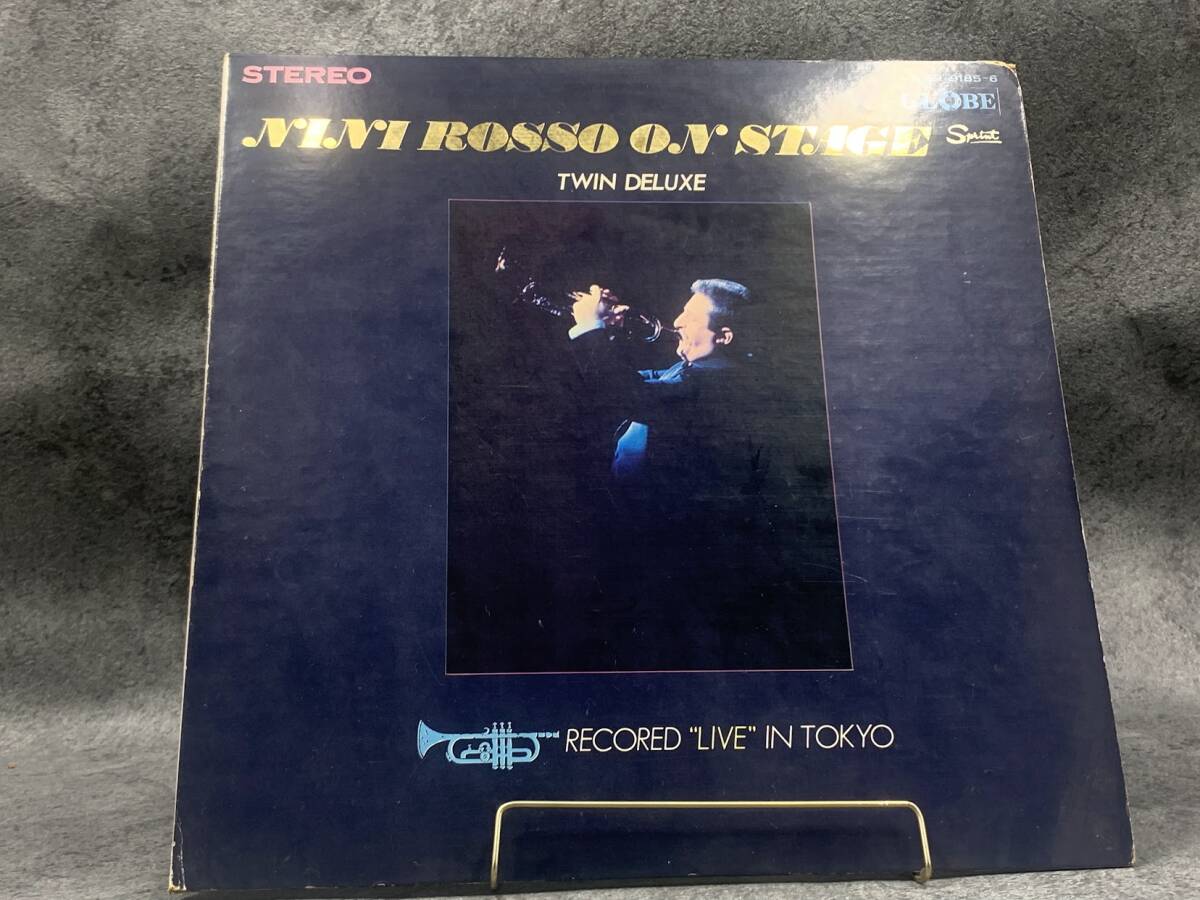 STEREO
GLOBE
NINI ROSSO ON STAGE
Sprint
TWIN DELUXE
RECORED "LIVE" IN TOKYO